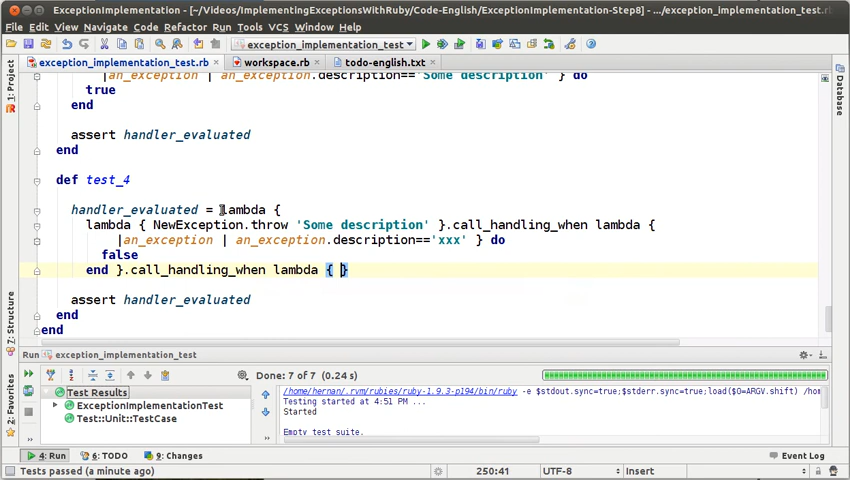 ExceptionImplementation - [~/Videos/ImplementingExceptionsWithRuby/Code-English/ExceptionImplementation-Step8] - .../exception_implementation_test.rb
File Edit View Navigate Code Refactor Run Tools VCS Window Help
exception_implementation_test
exception_implementation_test.rb workspace.rb todo-english.txt
1: Project
Database
|an_exception | an_exception.description=='Some description' } do
true
end
assert handler_evaluated
end
def test_4
handler_evaluated = lambda {
lambda { NewException.throw 'Some description' }.call_handling_when lambda {
|an_exception | an_exception.description=='xxx' } do
false
end }.call_handling_when lambda { }
assert handler_evaluated
end
end
7: Structure
2: Favorites
Run exception_implementation_test
Done: 7 of 7 (0.24 s)
Test Results
ExceptionImplementationTest
Test::Unit::TestCase
/home/hernan/.rvm/rubies/ruby-1.9.3-p194/bin/ruby -e $stdout.sync=true;$stderr.sync=true;load($0=ARGV.shift) /ho
Testing started at 4:51 PM ...
Started
Empty test suite.
4: Run 6: TODO 9: Changes Event Log
Tests passed (a minute ago) 250:41 UTF-8 Insert